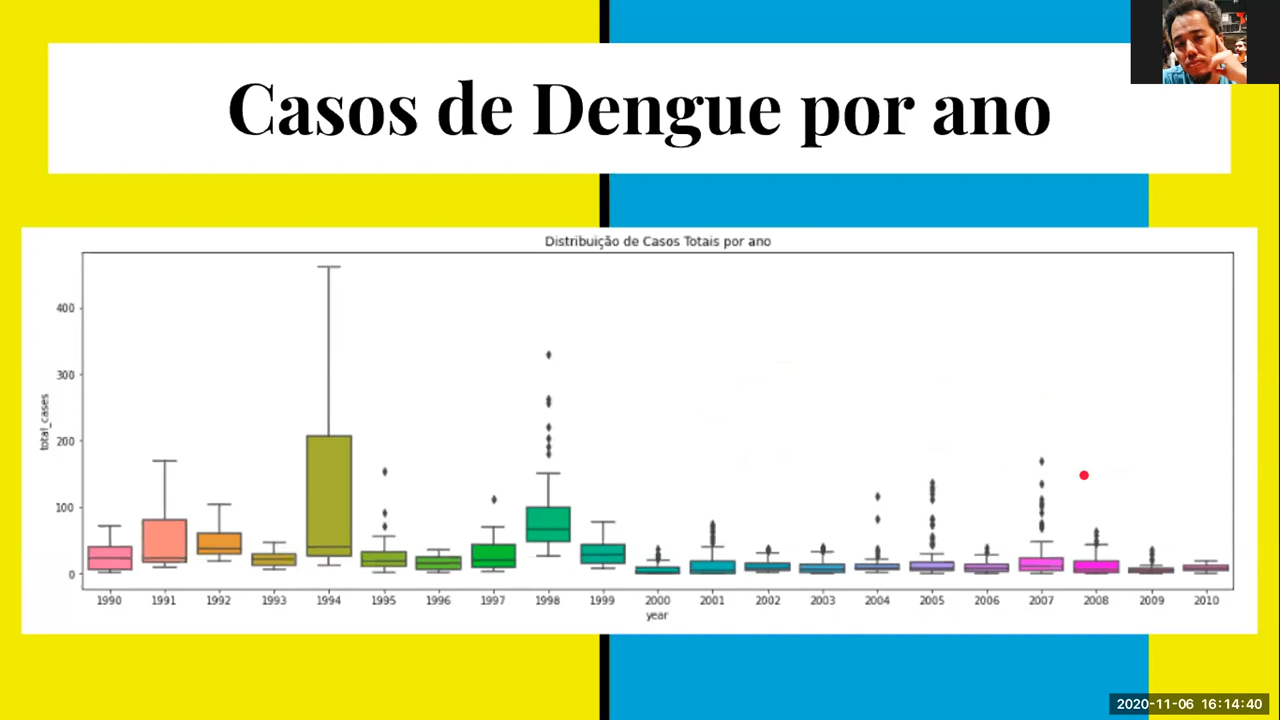 Casos de Dengue por ano
Distribuição de Casos Totais por ano
total_cases
400
300
200
100
0
1990 1991 1992 1993 1994 1995 1996 1997 1998 1999 2000 2001 2002 2003 2004 2005 2006 2007 2008 2009 2010
year
2020-11-06 16:14:40